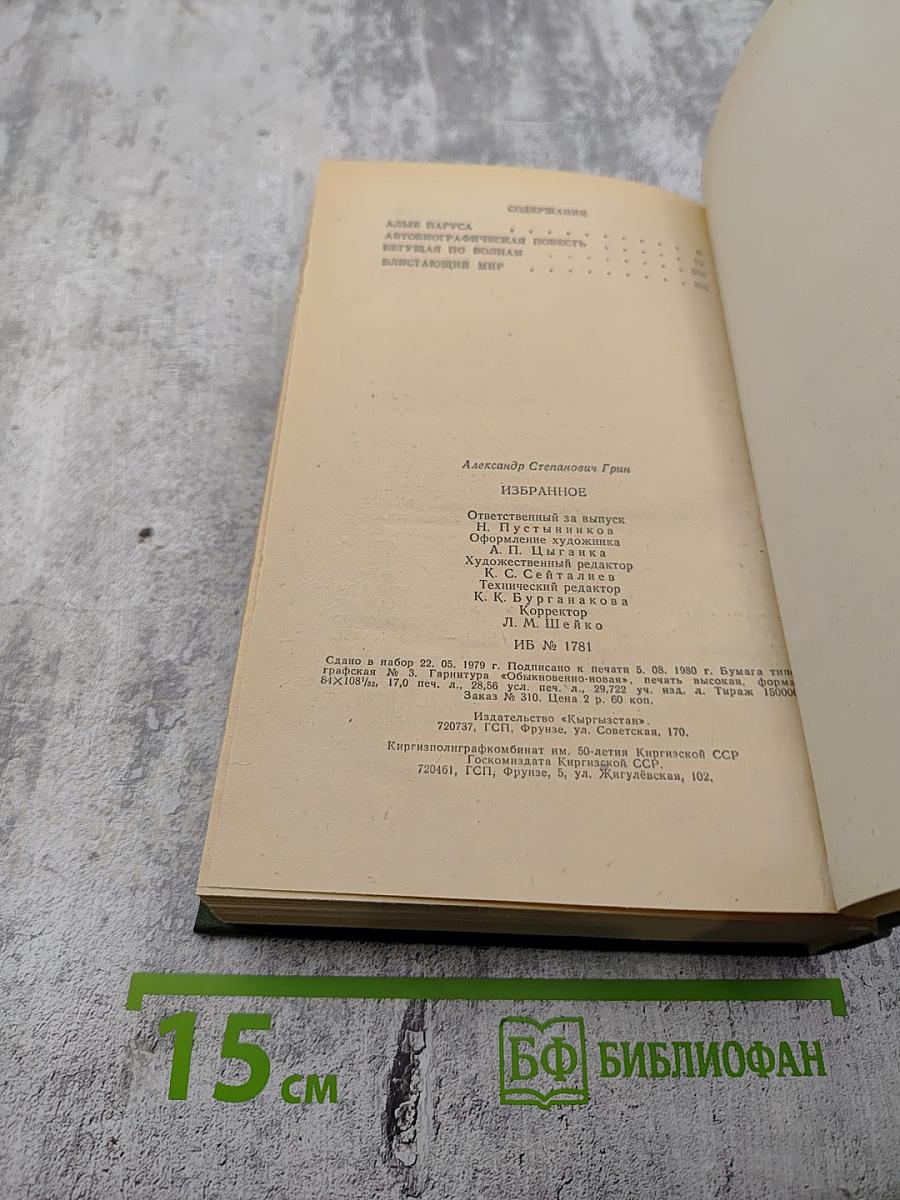 СОДЕРЖАНИЕ
АЛЫЕ ПАРУСА . . . . . . .
АВТОБИОГРАФИЧЕСКАЯ ПОВЕСТЬ . . . .
БЕГУЩАЯ ПО ВОЛНАМ . . . . . .
БЛИСТАЮЩИЙ МИР . . . . . . .
Александр Степанович Грин
ИЗБРАННОЕ
Ответственный за выпуск
Н. Пустынников
Оформление художника
А. П. Цыганка
Художественный редактор
К. С. Сейталиев
Технический редактор
К. К. Бурганакова
Корректор
Л. М. Шейко
ИБ № 1781
Сдано в набор 22. 05. 1979 г. Подписано к печати 5. 08. 1980 г. Бумага типо
графская № 3. Гарнитура «Обыкновенно-новая», печать высокая, форма
84×108¹/₃₂, 17,0 печ. л., 28,56 усл. печ. л., 29,722 уч. изд. л. Тираж 150000
Заказ № 310. Цена 2 р. 60 коп.
Издательство «Кыргызстан».
720737, ГСП, Фрунзе, ул. Советская, 170.
Киргизполиграфкомбинат им. 50-летия Киргизской ССР
Госкомиздата Киргизской ССР.
720461, ГСП, Фрунзе, 5, ул. Жигулёвская, 102.
15 см
БФ БИБЛИОФАН